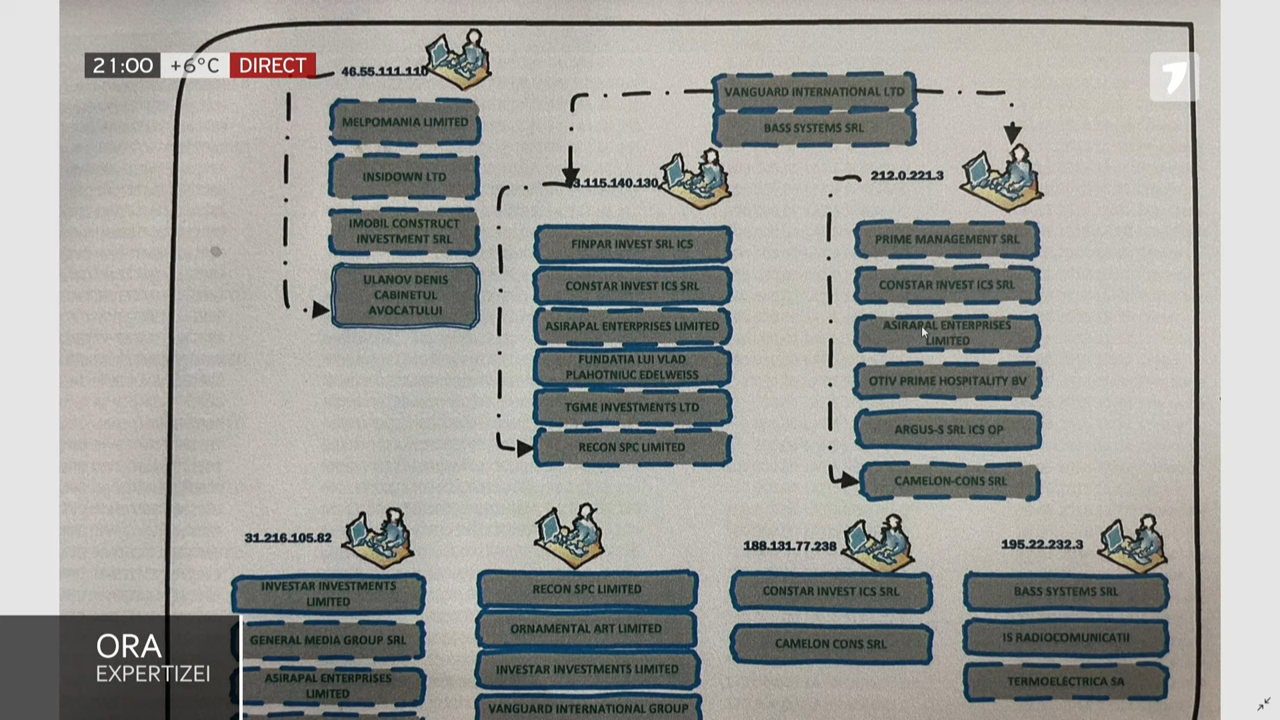 21:00 +6°C DIRECT
46.55.111.110
MELPOMANIA LIMITED
INSIDOWN LTD
IMOBIL CONSTRUCT
INVESTMENT SRL
ULANOV DENIS
CABINETUL
AVOCATULUI
VANGUARD INTERNATIONAL LTD
BASS SYSTEMS SRL
3.115.140.130
FINPAR INVEST SRL ICS
CONSTAR INVEST ICS SRL
ASIRAPAL ENTERPRISES LIMITED
FUNDATIA LUI VLAD
PLAHOTNIUC EDELWEISS
TGME INVESTMENTS LTD
RECON SPC LIMITED
212.0.221.3
PRIME MANAGEMENT SRL
CONSTAR INVEST ICS SRL
ASIRAPAL ENTERPRISES
LIMITED
OTIV PRIME HOSPITALITY BV
ARGUS-S SRL ICS OP
CAMELON-CONS SRL
31.216.105.82
INVESTAR INVESTMENTS
LIMITED
GENERAL MEDIA GROUP SRL
ASIRAPAL ENTERPRISES
LIMITED
RECON SPC LIMITED
ORNAMENTAL ART LIMITED
INVESTAR INVESTMENTS LIMITED
VANGUARD INTERNATIONAL GROUP
188.131.77.238
CONSTAR INVEST ICS SRL
CAMELON CONS SRL
195.22.232.3
BASS SYSTEMS SRL
IS RADIOCOMUNICATII
TERMOELECTRICA SA
ORA
EXPERTIZEI
7